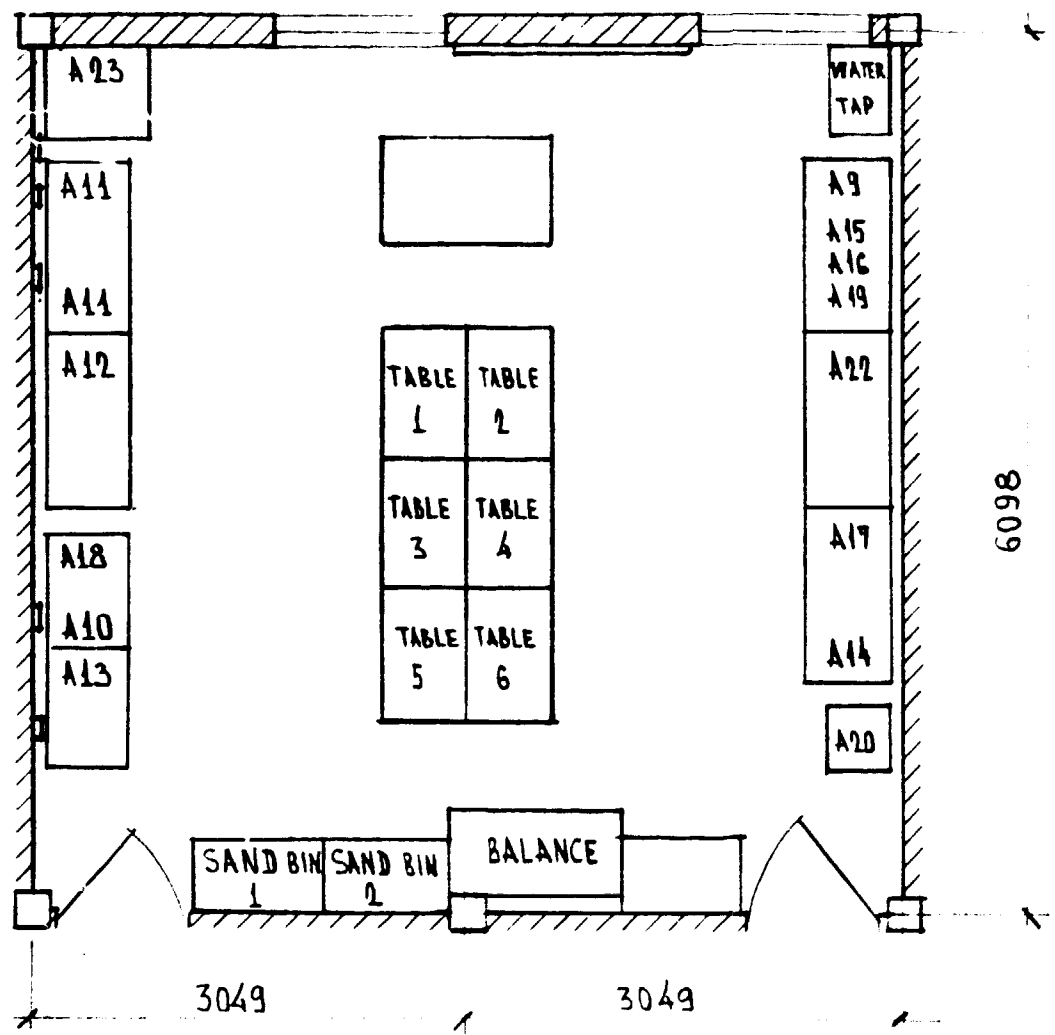 A23
WATER
TAP
A11
A9
A15
A16
A19
A11
A12
TABLE
1
TABLE
2
A22
TABLE
3
TABLE
4
6098
A18
A17
A10
TABLE
5
TABLE
6
A13
A14
A20
SAND BIN
1
SAND BIN
2
BALANCE
3049
3049